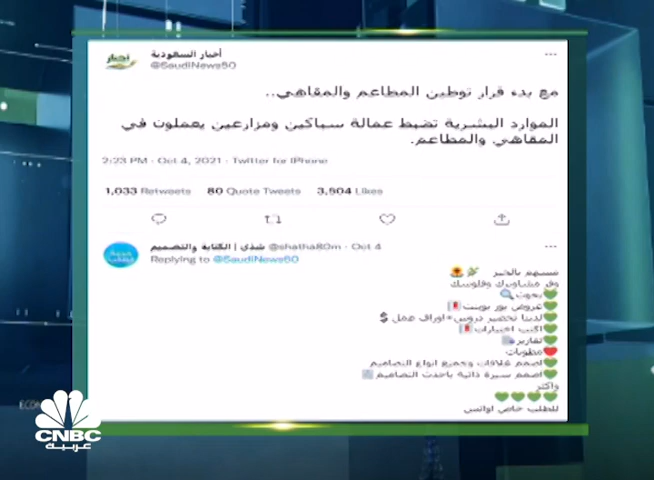 أخبار السعودية
@SaudiNews50
مع بدء قرار توطين المطاعم والمقاهي..
الموارد البشرية تضبط عمالة سباكين ومزارعين يعملون في
المقاهي والمطاعم.
2:23 PM · Oct 4, 2021 · Twitter for iPhone
1,033 Retweets 80 Quote Tweets 3,504 Likes
شذى | الكتابة والتصميم @shatha80m · Oct 4
Replying to @SaudiNews50
نمسيهم بالخير
وفر مشاويرك وفلوسك
بحوث
عروض بور بوينت
لدينا تحضير دروس+اوراق عمل
اكتب اختبارات
تقارير
مطويات
اصمم غلافات وجميع انواع التصاميم
اصمم سيرة ذاتية باحدث التصاميم
واكثر
للطلب خاص اواتس
CNBC
عربية